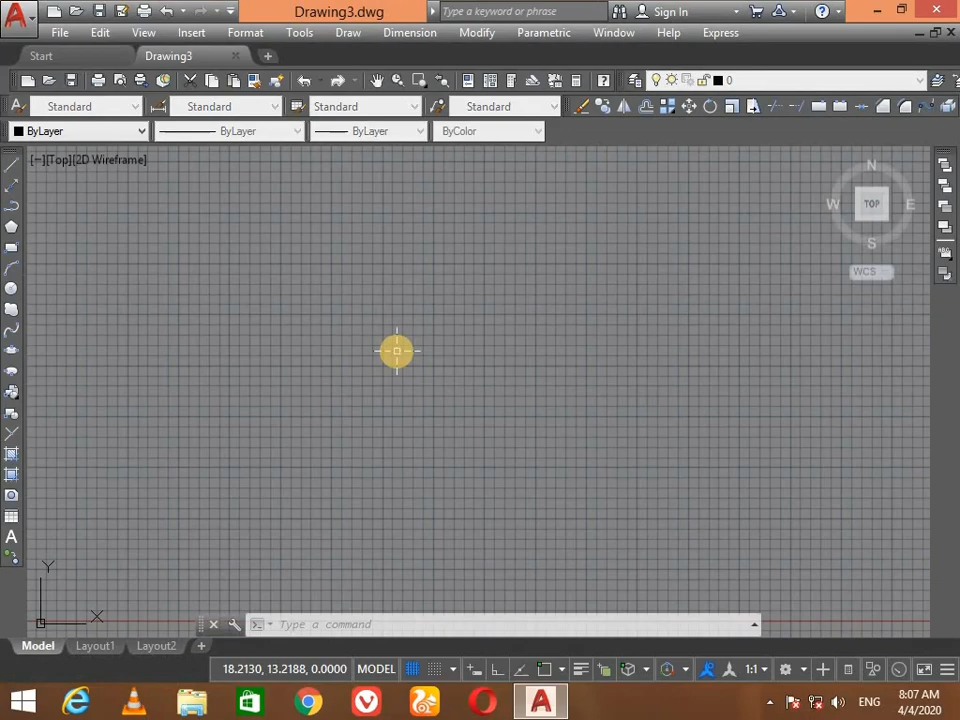 Drawing3.dwg
Type a keyword or phrase
Sign In
File Edit View Insert Format Tools Draw Dimension Modify Parametric Window Help Express
Start
Drawing3
0
Standard Standard Standard Standard
ByLayer ByLayer ByLayer ByColor
[−][Top][2D Wireframe]
N
W TOP E
S
WCS
Y
X
Type a command
Model Layout1 Layout2
18.2130, 13.2188, 0.0000 MODEL 1:1
ENG
8:07 AM
4/4/2020